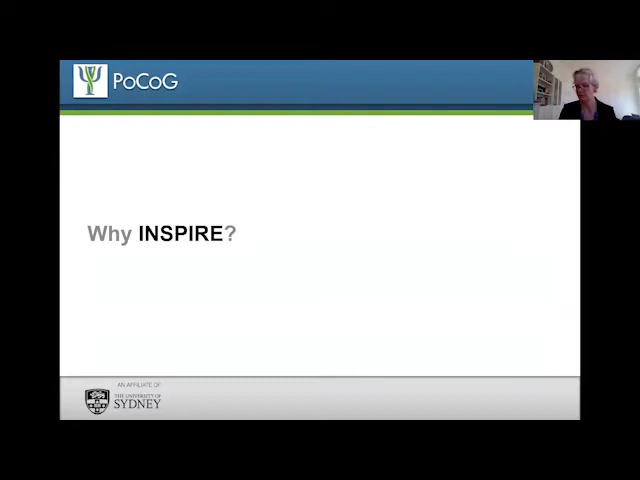 PoCoG
Why INSPIRE?
AN AFFILIATE OF
THE UNIVERSITY OF
SYDNEY